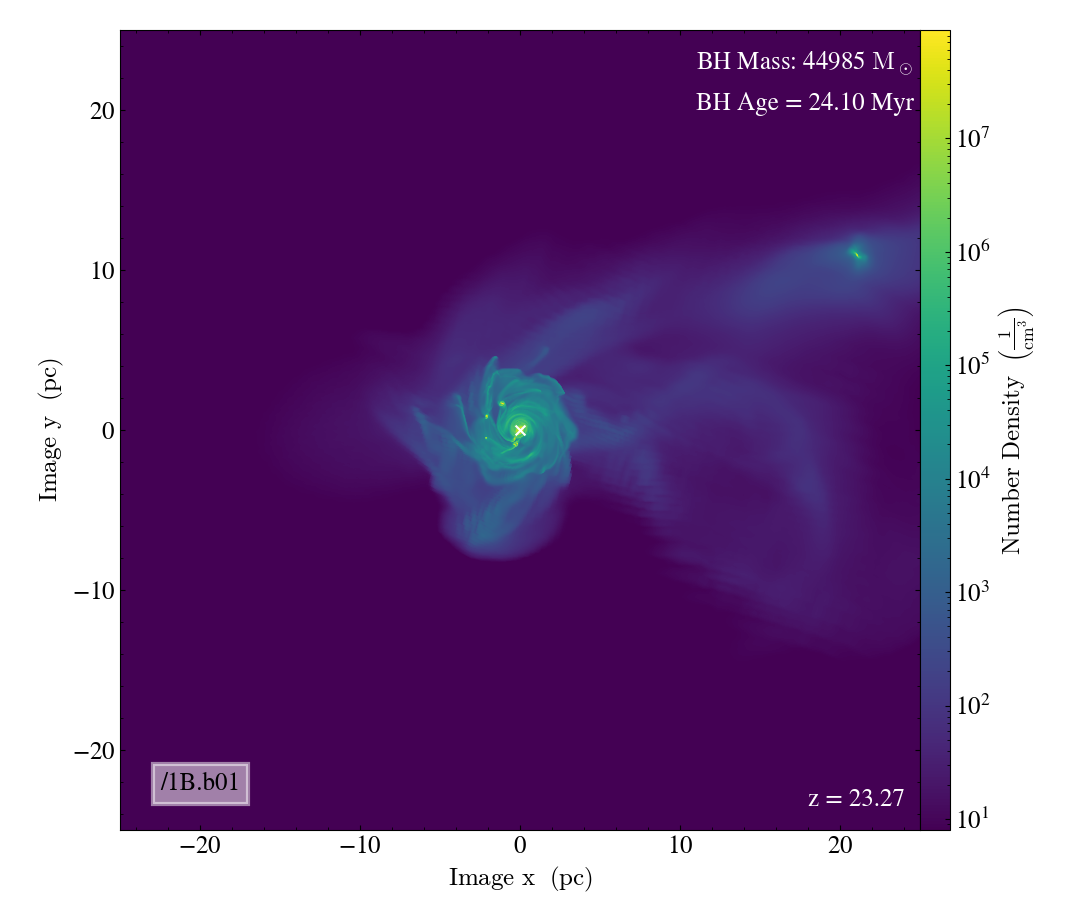 BH Mass: 44985 M☉
BH Age = 24.10 Myr
20
10
0
−10
−20
Image y (pc)
/1B.b01
z = 23.27
−20 −10 0 10 20
Image x (pc)
10⁷
10⁶
10⁵
10⁴
10³
10²
10¹
Number Density (1/cm³)